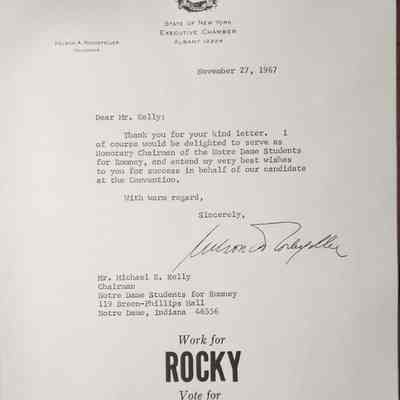 STATE OF NEW YORK
EXECUTIVE CHAMBER
ALBANY 12224
NELSON A. ROCKEFELLER
GOVERNOR
November 27, 1967
Dear Mr. Kelly:
Thank you for your kind letter. I
of course would be delighted to serve as
Honorary Chairman of the Notre Dame Students
for Romney, and extend my very best wishes
to you for success in behalf of our candidate
at the Convention.
With warm regard,
Sincerely,
Nelson A Rockefeller
Mr. Michael E. Kelly
Chairman
Notre Dame Students for Romney
119 Breen-Phillips Hall
Notre Dame, Indiana 46556
Work for
ROCKY
Vote for